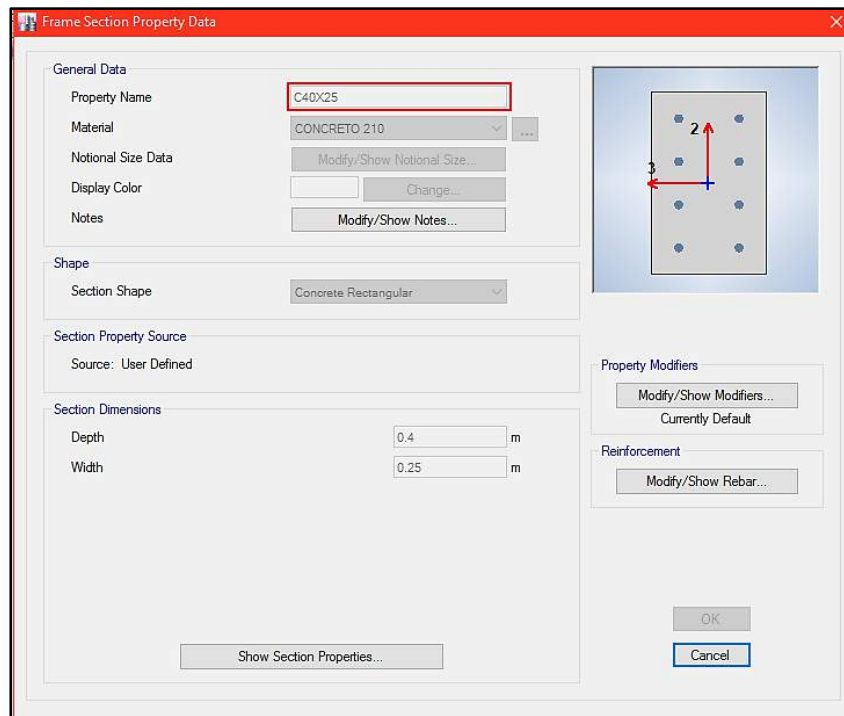 Frame Section Property Data
General Data
Property Name C40X25
Material CONCRETO 210 ...
Notional Size Data Modify/Show Notional Size...
Display Color Change...
Notes Modify/Show Notes...
2
3
Shape
Section Shape Concrete Rectangular
Section Property Source
Source: User Defined
Property Modifiers
Modify/Show Modifiers...
Currently Default
Section Dimensions
Depth 0.4 m
Width 0.25 m
Reinforcement
Modify/Show Rebar...
OK
Show Section Properties...
Cancel